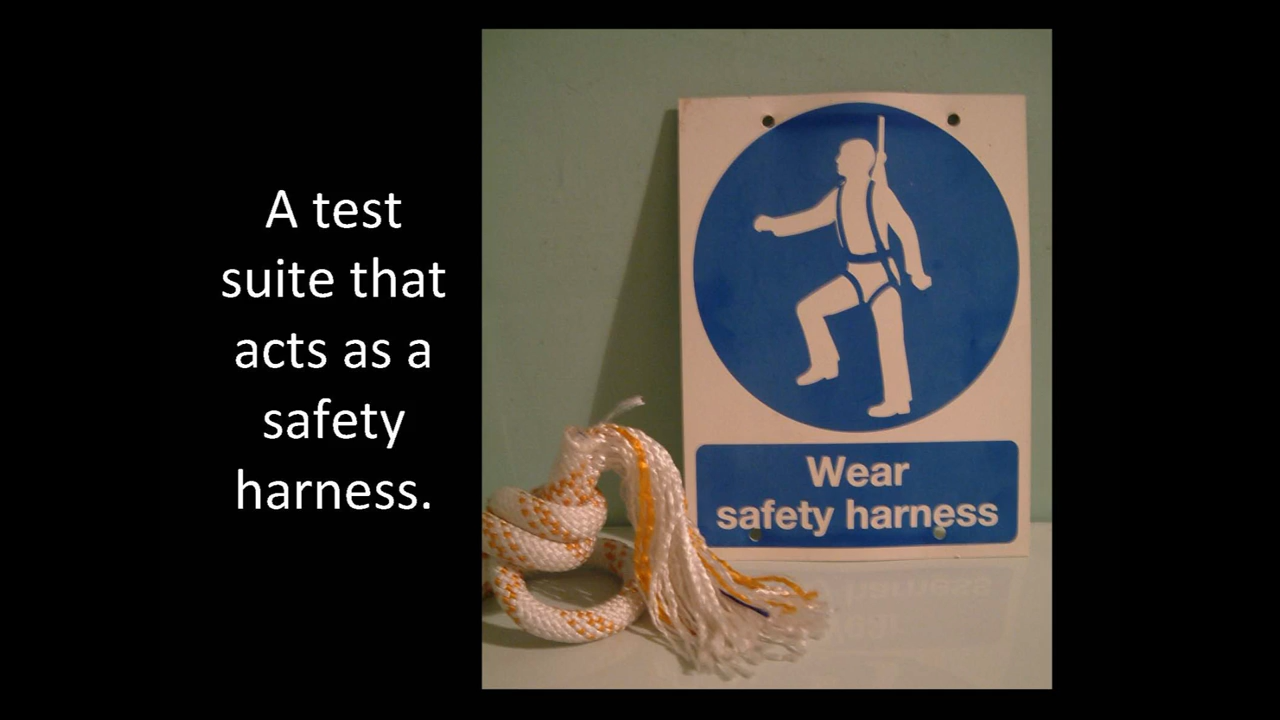 A test
suite that
acts as a
safety
harness.
Wear
safety harness